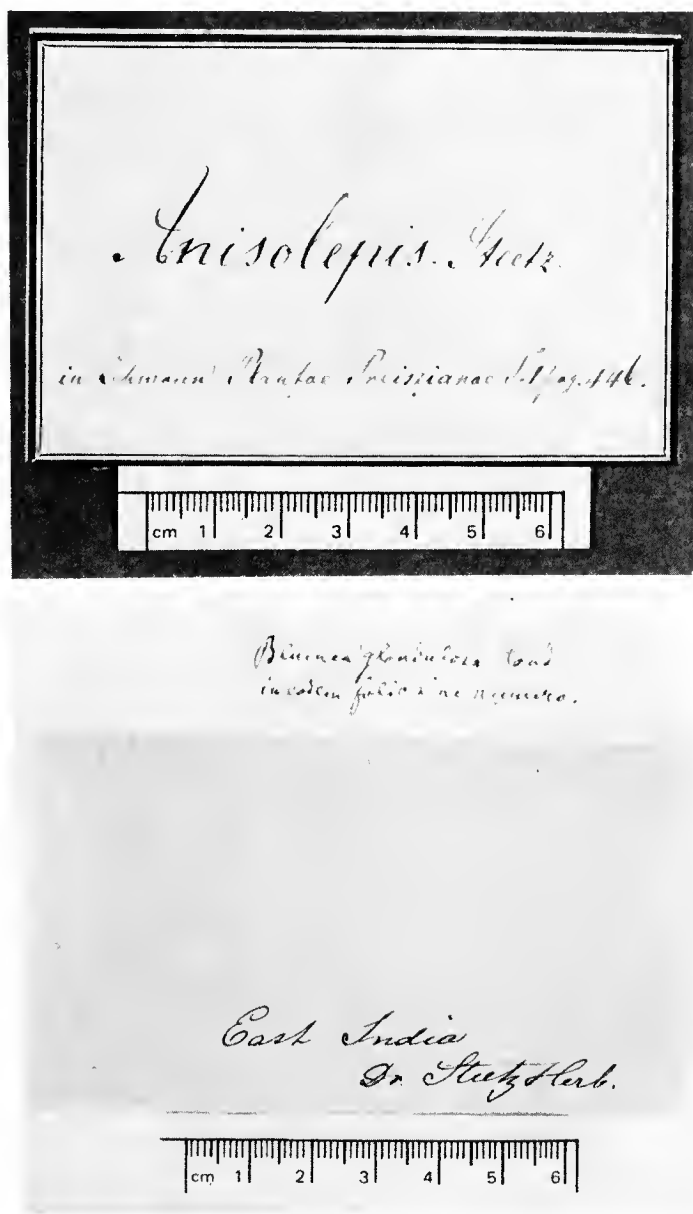 Anisolepis. Steetz.
in Lehmann' Plantae Preissianae I. pag. 446.
cm 1 2 3 4 5 6
Blumea glandulosa
in eodem folio sine numero.
East India
Dr. Steetz Herb.
cm 1 2 3 4 5 6